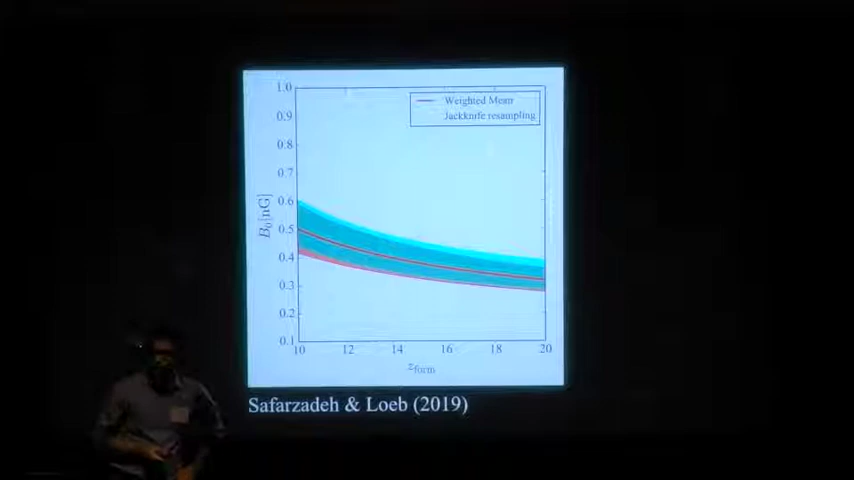 1.0
0.9
0.8
0.7
0.6
0.5
0.4
0.3
0.2
0.1
B₀[nG]
Weighted Mean
Jackknife resampling
10 12 14 16 18 20
z_form
Safarzadeh & Loeb (2019)